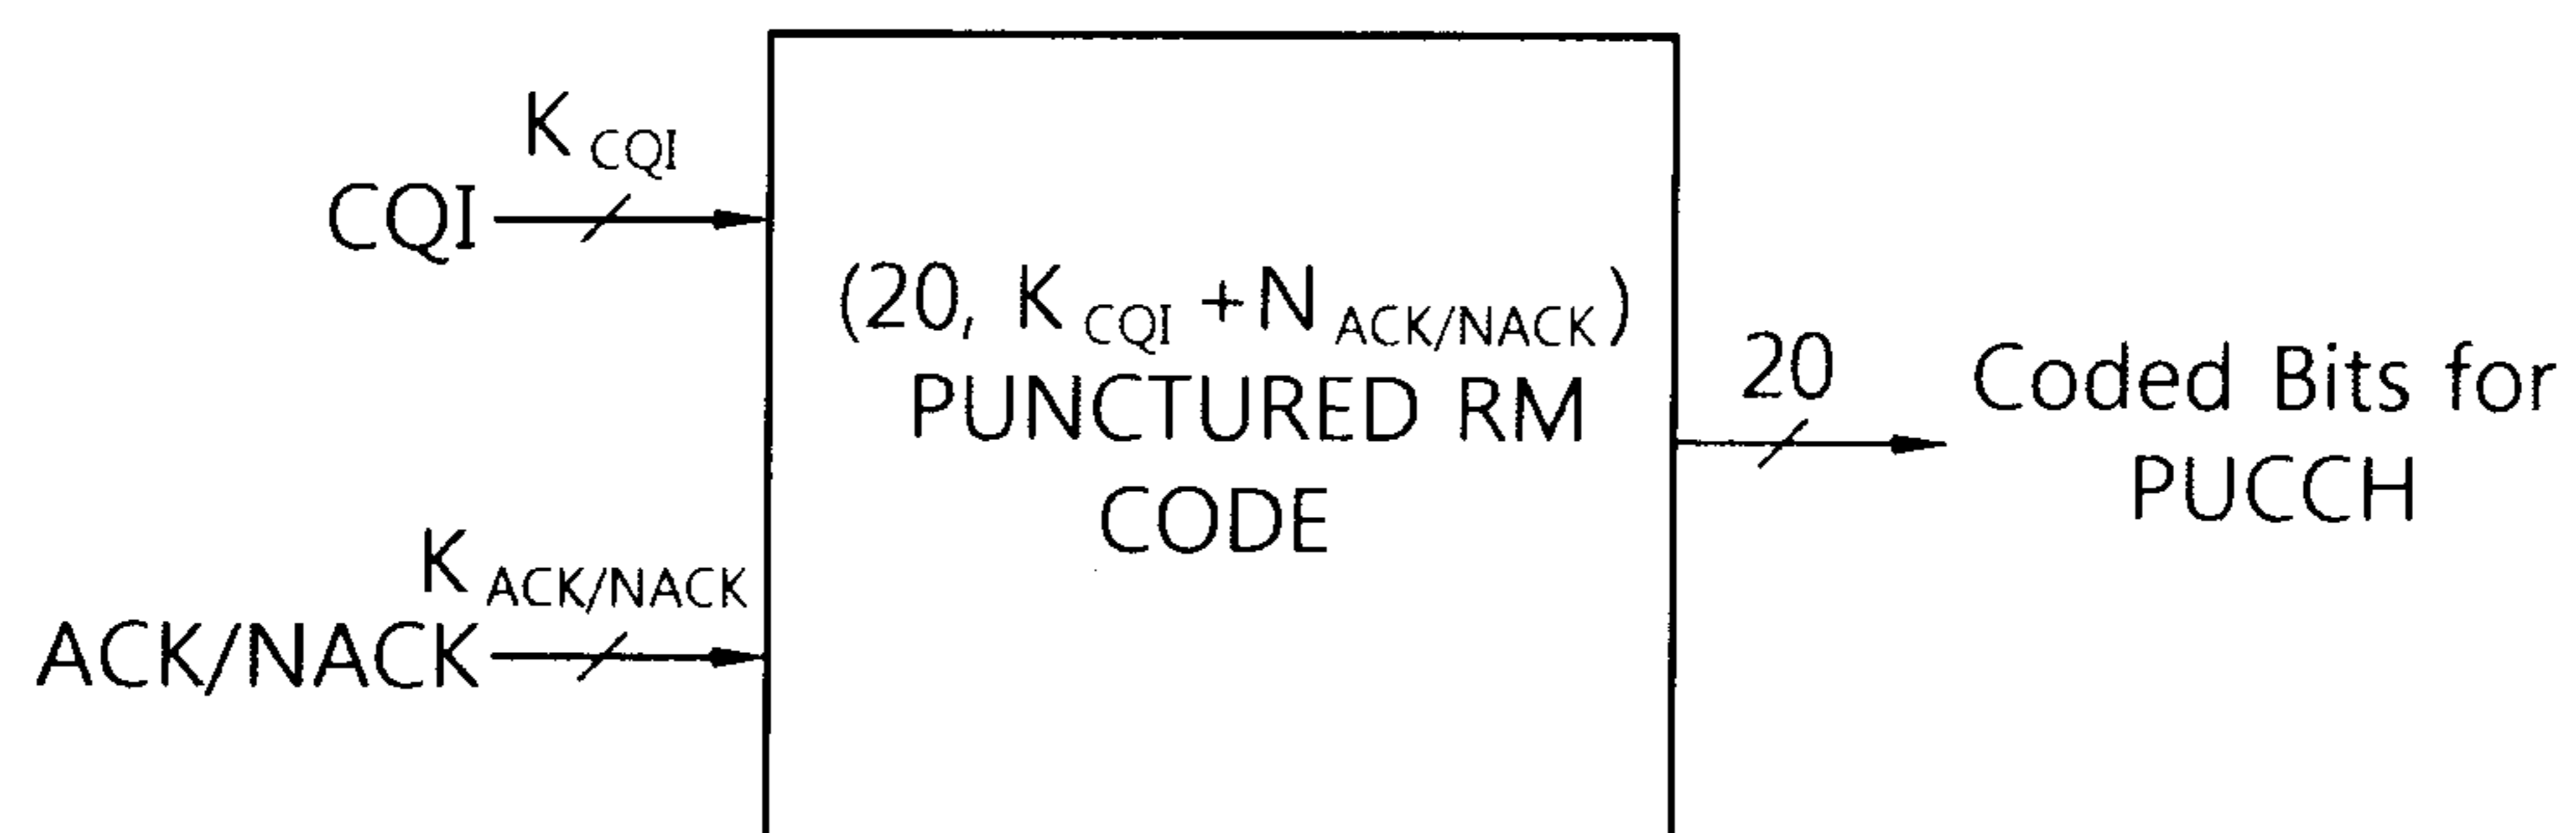 K CQI
CQI
(20, K CQI +N ACK/NACK)
PUNCTURED RM
CODE
20
Coded Bits for
PUCCH
K ACK/NACK
ACK/NACK